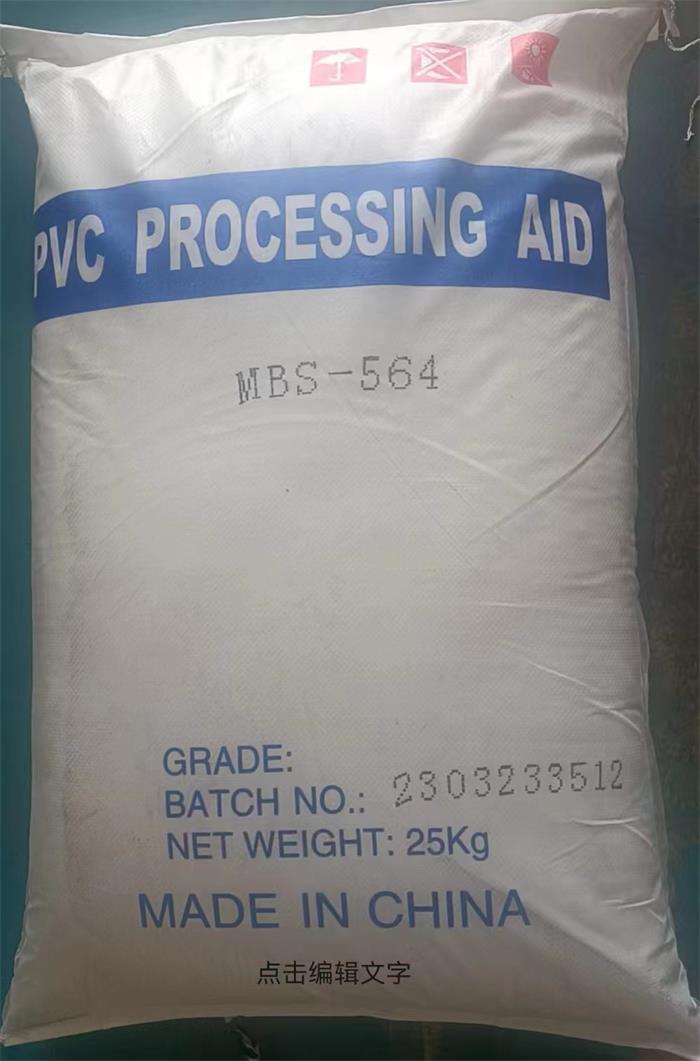 PVC PROCESSING AID
MBS-564
GRADE:
BATCH NO.: 2303233512
NET WEIGHT: 25Kg
MADE IN CHINA
点击编辑文字